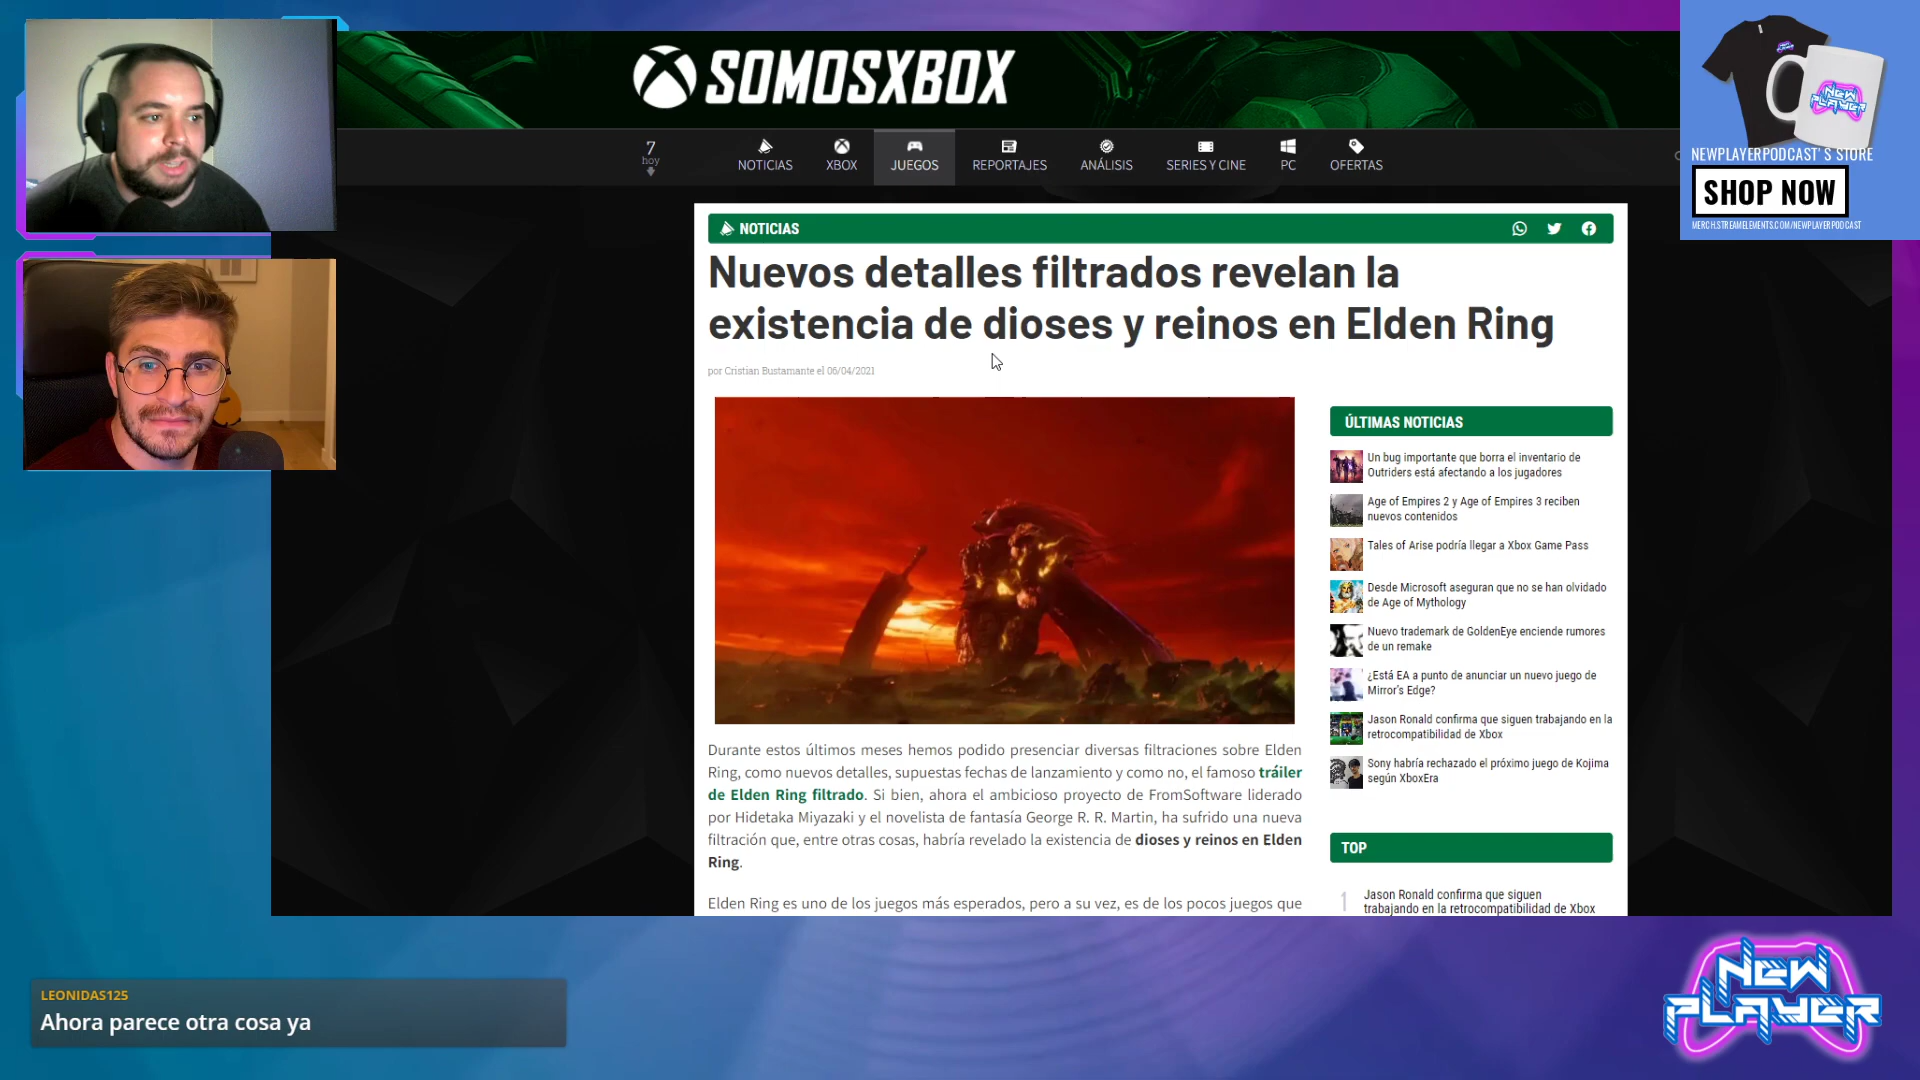 SOMOSXBOX
7
hoy
NOTICIAS
XBOX
JUEGOS
REPORTAJES
ANÁLISIS
SERIES Y CINE
PC
OFERTAS
NEW
PLAYER
NEWPLAYERPODCAST'S STORE
SHOP NOW
MERCH.STREAMELEMENTS.COM/NEWPLAYERPODCAST
NOTICIAS
Nuevos detalles filtrados revelan la
existencia de dioses y reinos en Elden Ring
por Cristian Bustamante el 06/04/2021
Durante estos últimos meses hemos podido presenciar diversas filtraciones sobre Elden
Ring, como nuevos detalles, supuestas fechas de lanzamiento y como no, el famoso tráiler
de Elden Ring filtrado. Si bien, ahora el ambicioso proyecto de FromSoftware liderado
por Hidetaka Miyazaki y el novelista de fantasía George R. R. Martin, ha sufrido una nueva
filtración que, entre otras cosas, habría revelado la existencia de dioses y reinos en Elden
Ring.
Elden Ring es uno de los juegos más esperados, pero a su vez, es de los pocos juegos que
ÚLTIMAS NOTICIAS
Un bug importante que borra el inventario de
Outriders está afectando a los jugadores
Age of Empires 2 y Age of Empires 3 reciben
nuevos contenidos
Tales of Arise podría llegar a Xbox Game Pass
Desde Microsoft aseguran que no se han olvidado
de Age of Mythology
Nuevo trademark de GoldenEye enciende rumores
de un remake
¿Está EA a punto de anunciar un nuevo juego de
Mirror's Edge?
Jason Ronald confirma que siguen trabajando en la
retrocompatibilidad de Xbox
Sony habría rechazado el próximo juego de Kojima
según XboxEra
TOP
1
Jason Ronald confirma que siguen
trabajando en la retrocompatibilidad de Xbox
LEONIDAS125
Ahora parece otra cosa ya
NEW
PLAYER